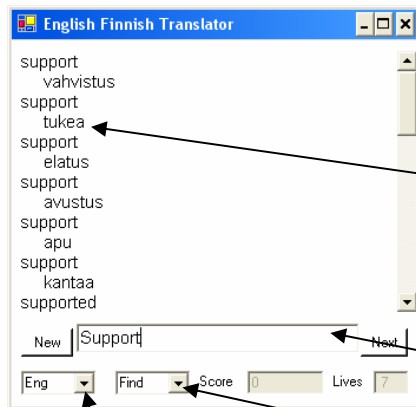 English Finnish Translator
support
vahvistus
support
tukea
support
elatus
support
avustus
support
apu
support
kantaa
supported
New Support Next
Eng Find Score 0 Lives 7